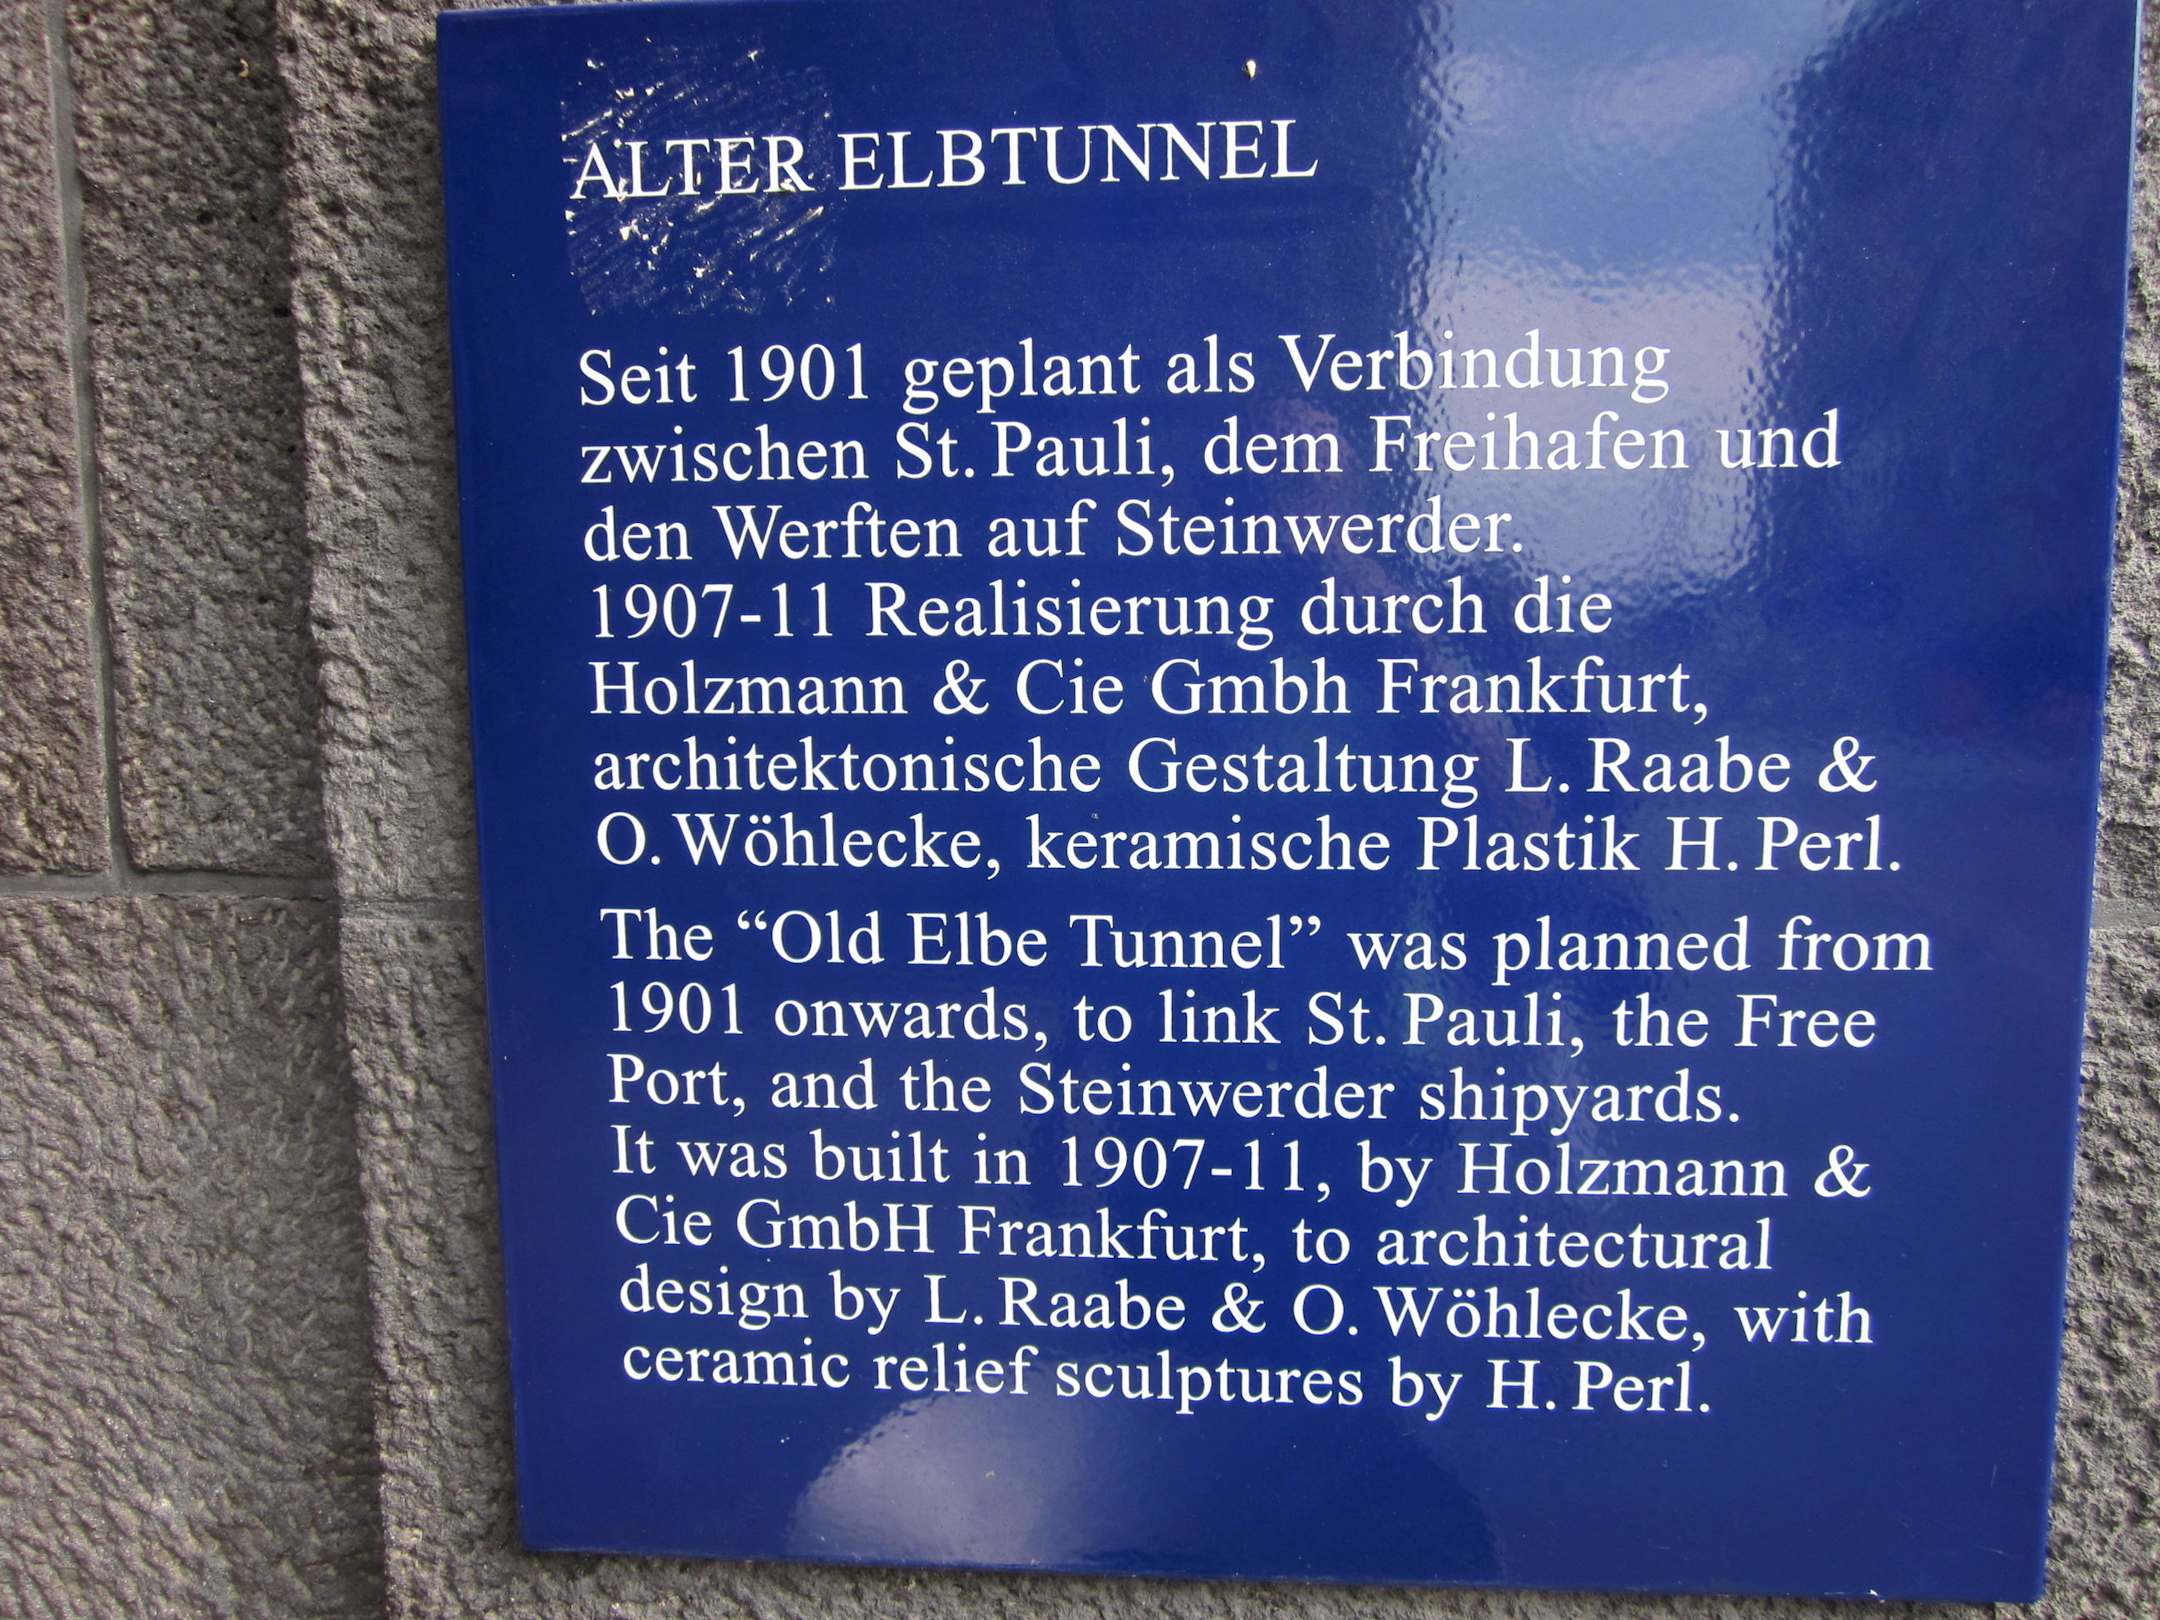 ALTER ELBTUNNEL
Seit 1901 geplant als Verbindung
zwischen St. Pauli, dem Freihafen und
den Werften auf Steinwerder.
1907-11 Realisierung durch die
Holzmann & Cie Gmbh Frankfurt,
architektonische Gestaltung L. Raabe &
O. Wöhlecke, keramische Plastik H. Perl.
The “Old Elbe Tunnel” was planned from
1901 onwards, to link St. Pauli, the Free
Port, and the Steinwerder shipyards.
It was built in 1907-11, by Holzmann &
Cie GmbH Frankfurt, to architectural
design by L. Raabe & O. Wöhlecke, with
ceramic relief sculptures by H. Perl.